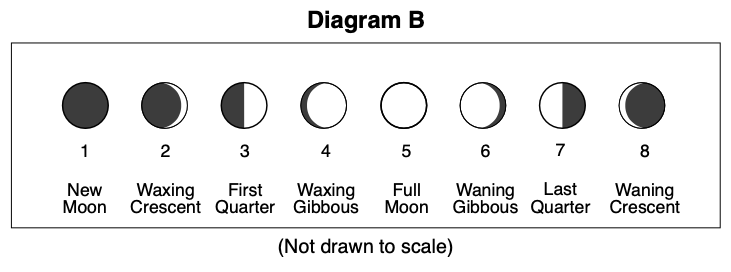 Diagram B
1 2 3 4 5 6 7 8
New Waxing First Waxing Full Waning Last Waning
Moon Crescent Quarter Gibbous Moon Gibbous Quarter Crescent
(Not drawn to scale)